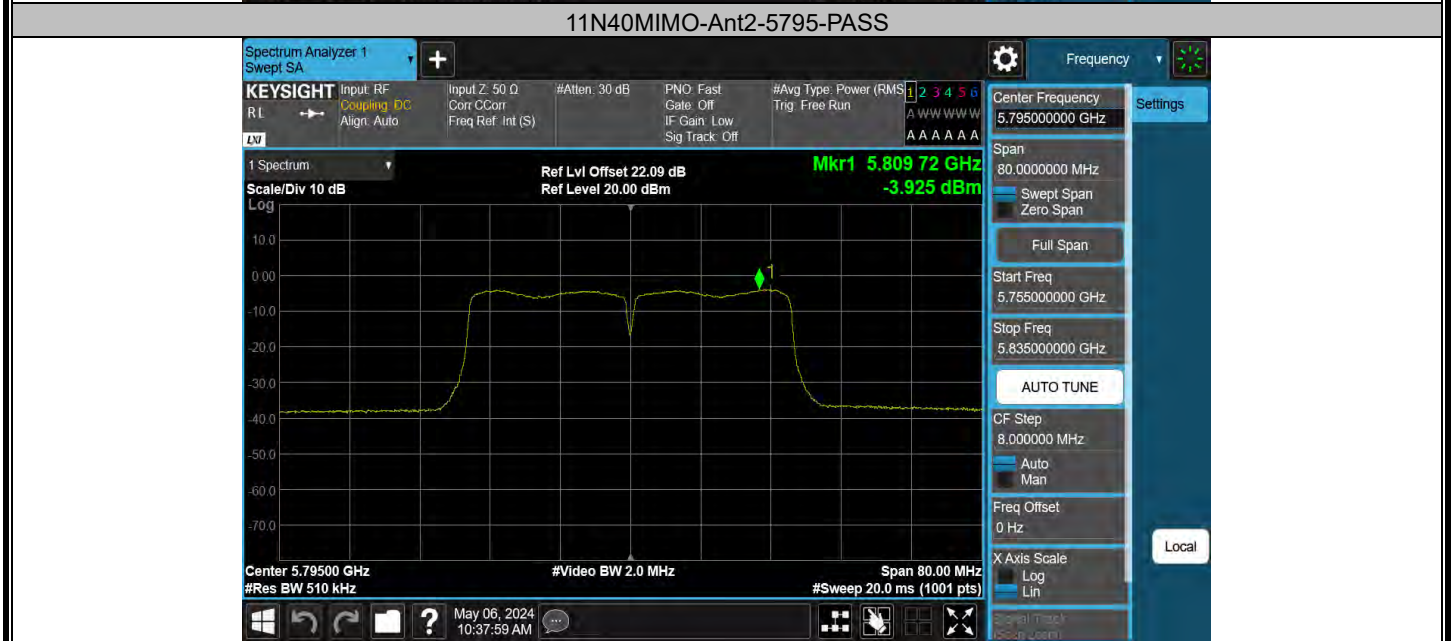 11N40MIMO-Ant2-5795-PASS
Spectrum Analyzer 1
Swept SA
+
Frequency
KEYSIGHT
RL
LXI
Input: RF
Coupling: DC
Align: Auto
Input Z: 50 Ω
Corr CCorr
Freq Ref: Int (S)
#Atten: 30 dB
PNO: Fast
Gate: Off
IF Gain: Low
Sig Track: Off
#Avg Type: Power (RMS
Trig: Free Run
1 2 3 4 5 6
A W W W W W
A A A A A A
Center Frequency
5.795000000 GHz
Settings
1 Spectrum
Scale/Div 10 dB
Ref Lvl Offset 22.09 dB
Ref Level 20.00 dBm
Mkr1 5.809 72 GHz
-3.925 dBm
Span
80.0000000 MHz
Swept Span
Zero Span
Full Span
Start Freq
5.755000000 GHz
Stop Freq
5.835000000 GHz
AUTO TUNE
CF Step
8.000000 MHz
Auto
Man
Freq Offset
0 Hz
X Axis Scale
Log
Lin
Local
Log
10.0
0.00
-10.0
-20.0
-30.0
-40.0
-50.0
-60.0
-70.0
1
Center 5.79500 GHz
#Video BW 2.0 MHz
Span 80.00 MHz
#Res BW 510 kHz
#Sweep 20.0 ms (1001 pts)
?
May 06, 2024
10:37:59 AM
Signal Track
(Span Zoom)